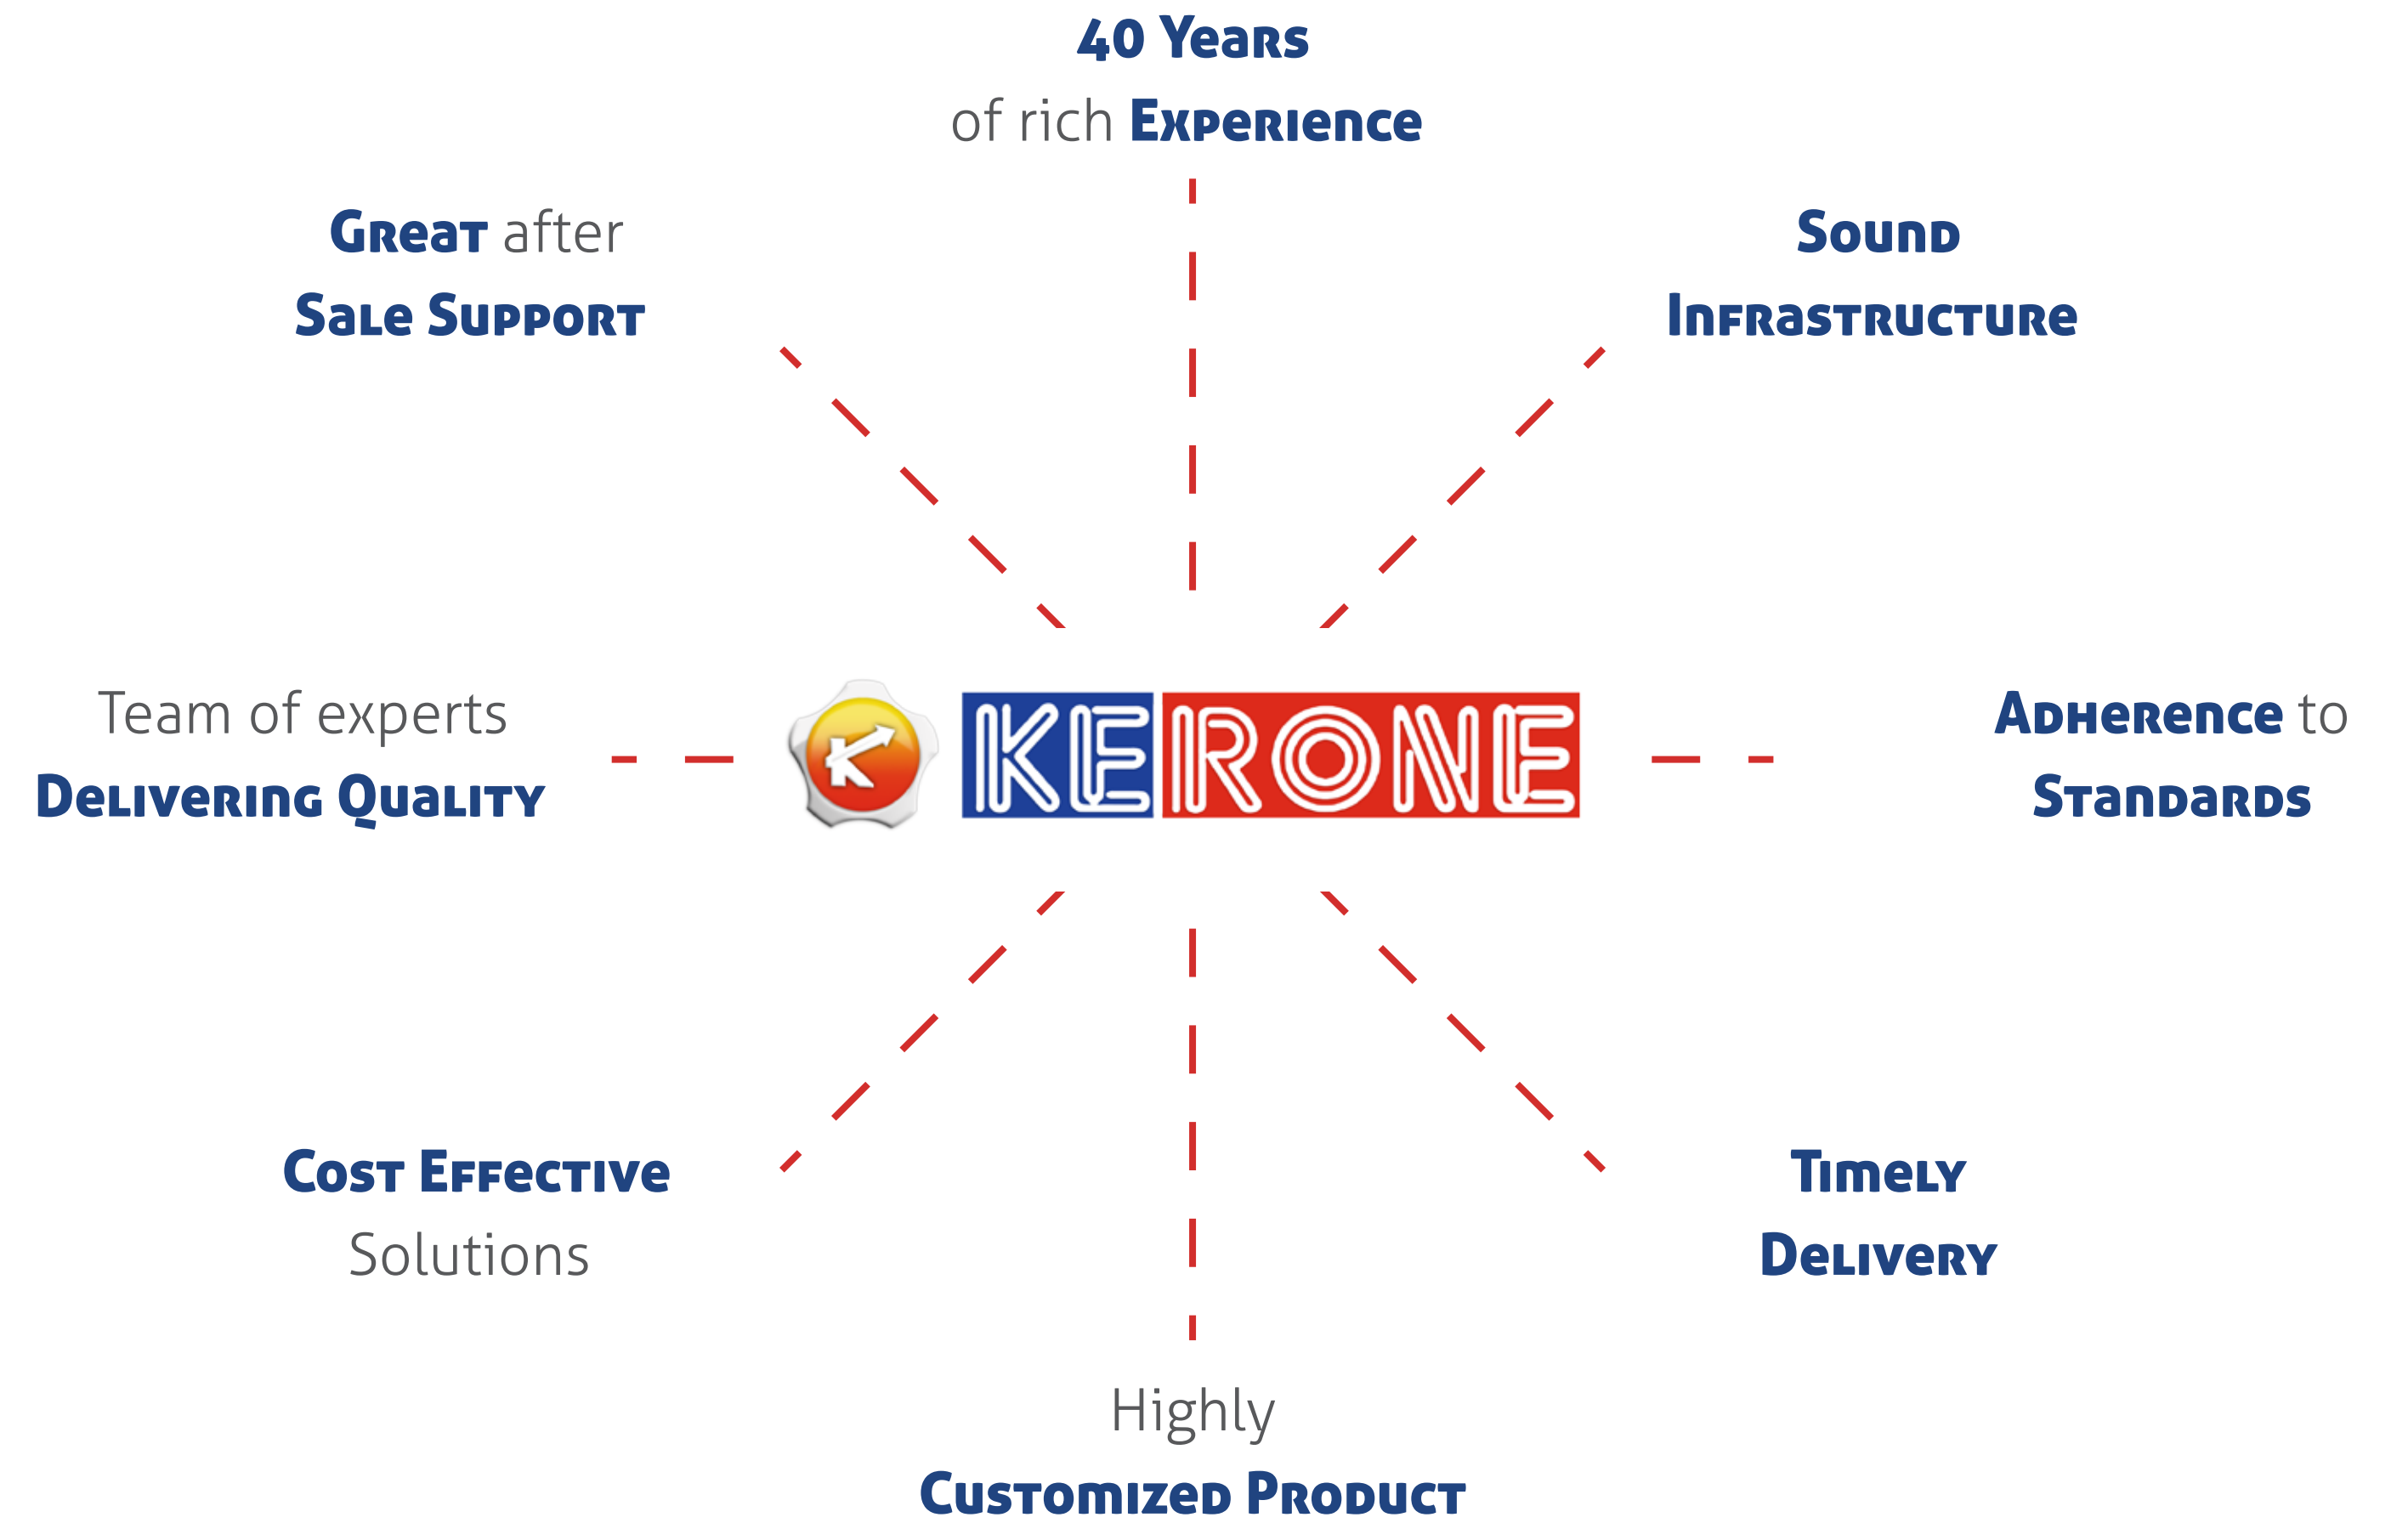 40 Years
of rich Experience
Great after
Sale Support
Sound
Infrastructure
Team of experts
Delivering Quality
K KERONE
Adherence to
Standards
Cost Effective
Solutions
Timely
Delivery
Highly
Customized Product